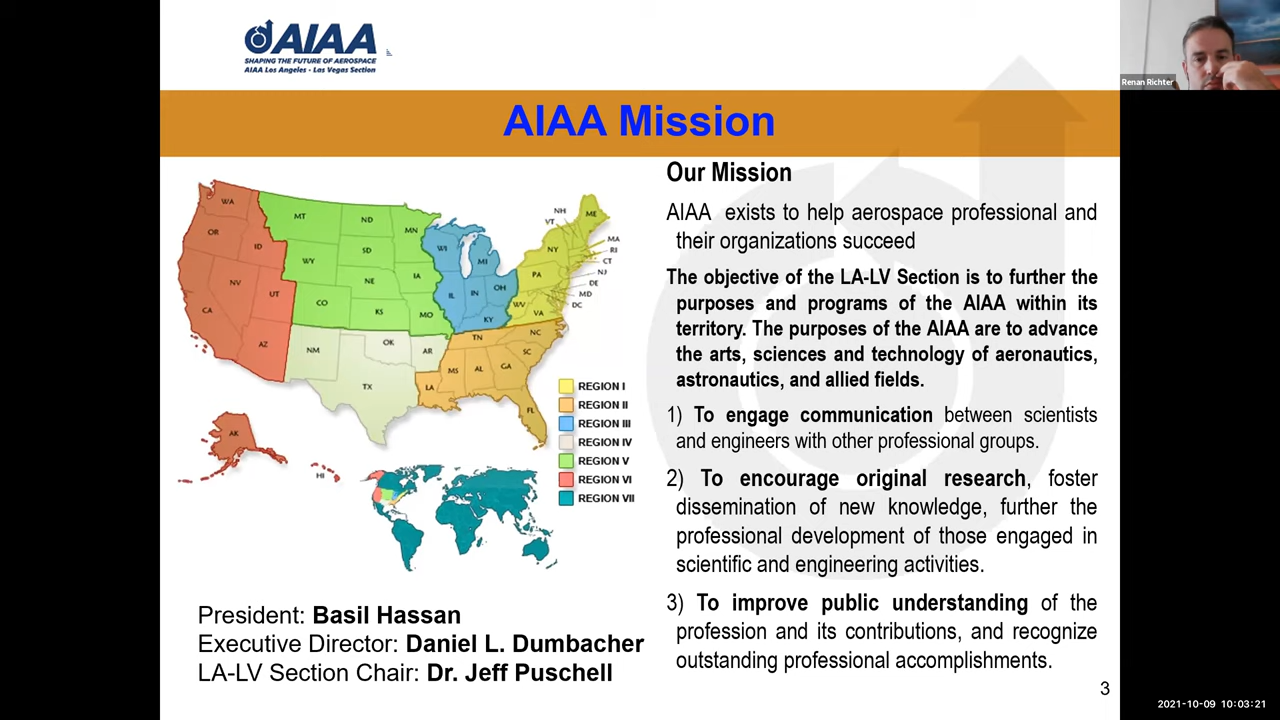 AIAA
SHAPING THE FUTURE OF AEROSPACE
AIAA Los Angeles - Las Vegas Section
Renan Richter
AIAA Mission
WA
OR
ID
NV
UT
CA
AZ
MT
ND
MN
SD
WY
NE
IA
CO
KS
MO
WI
MI
IL
IN
OH
KY
NH
VT
ME
NY
MA
RI
CT
NJ
PA
DE
MD
DC
WV
VA
NM
OK
AR
TX
TN
NC
SC
MS
AL
GA
LA
FL
AK
HI
REGION I
REGION II
REGION III
REGION IV
REGION V
REGION VI
REGION VII
President: Basil Hassan
Executive Director: Daniel L. Dumbacher
LA-LV Section Chair: Dr. Jeff Puschell
Our Mission
AIAA exists to help aerospace professional and
their organizations succeed
The objective of the LA-LV Section is to further the
purposes and programs of the AIAA within its
territory. The purposes of the AIAA are to advance
the arts, sciences and technology of aeronautics,
astronautics, and allied fields.
1) To engage communication between scientists
and engineers with other professional groups.
2) To encourage original research, foster
dissemination of new knowledge, further the
professional development of those engaged in
scientific and engineering activities.
3) To improve public understanding of the
profession and its contributions, and recognize
outstanding professional accomplishments.
3
2021-10-09 10:03:21